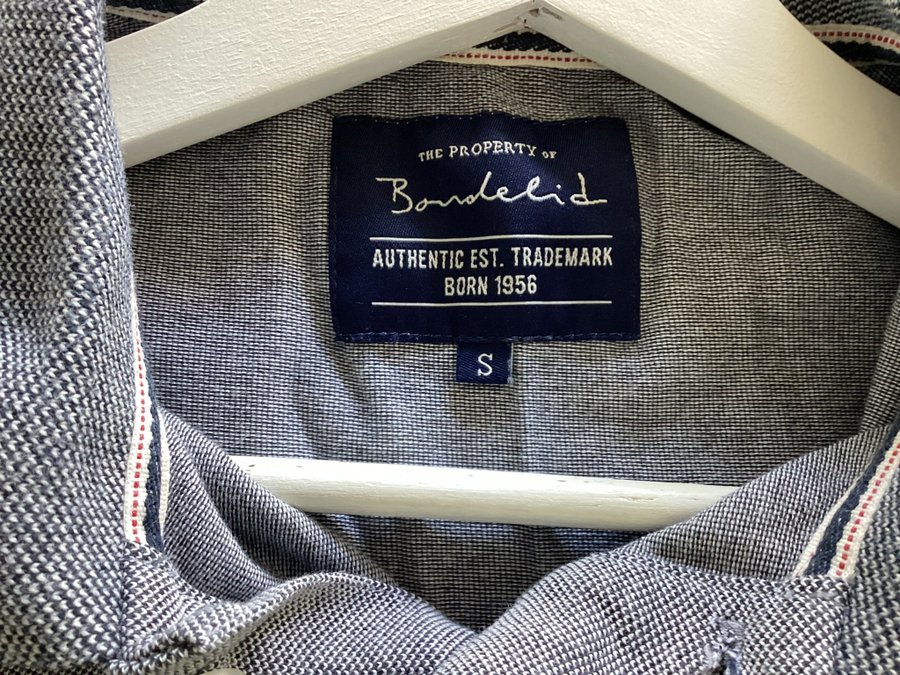 THE PROPERTY OF
Bondelid
AUTHENTIC EST. TRADEMARK
BORN 1956
S